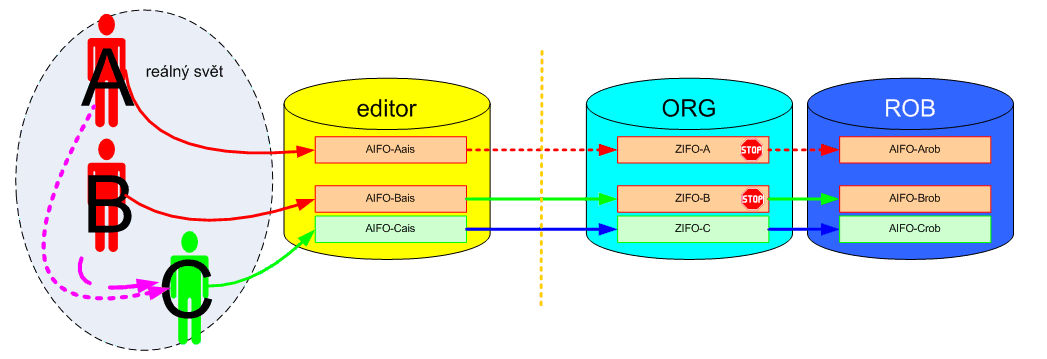 A
reálný svět
B
C
editor
AIFO-Aais
AIFO-Bais
AIFO-Cais
ORG
ZIFO-A
STOP
ZIFO-B
STOP
ZIFO-C
ROB
AIFO-Arob
AIFO-Brob
AIFO-Crob